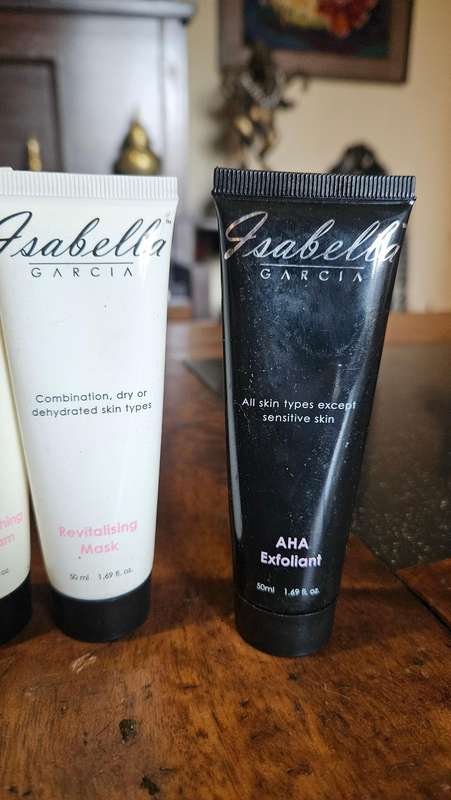 Isabella
GARCIA
Combination, dry or
dehydrated skin types
Revitalising
Mask
50 ml 1.69 fl. oz.
Isabella
GARCIA
All skin types except
sensitive skin
AHA
Exfoliant
50ml 1.69 fl. oz.